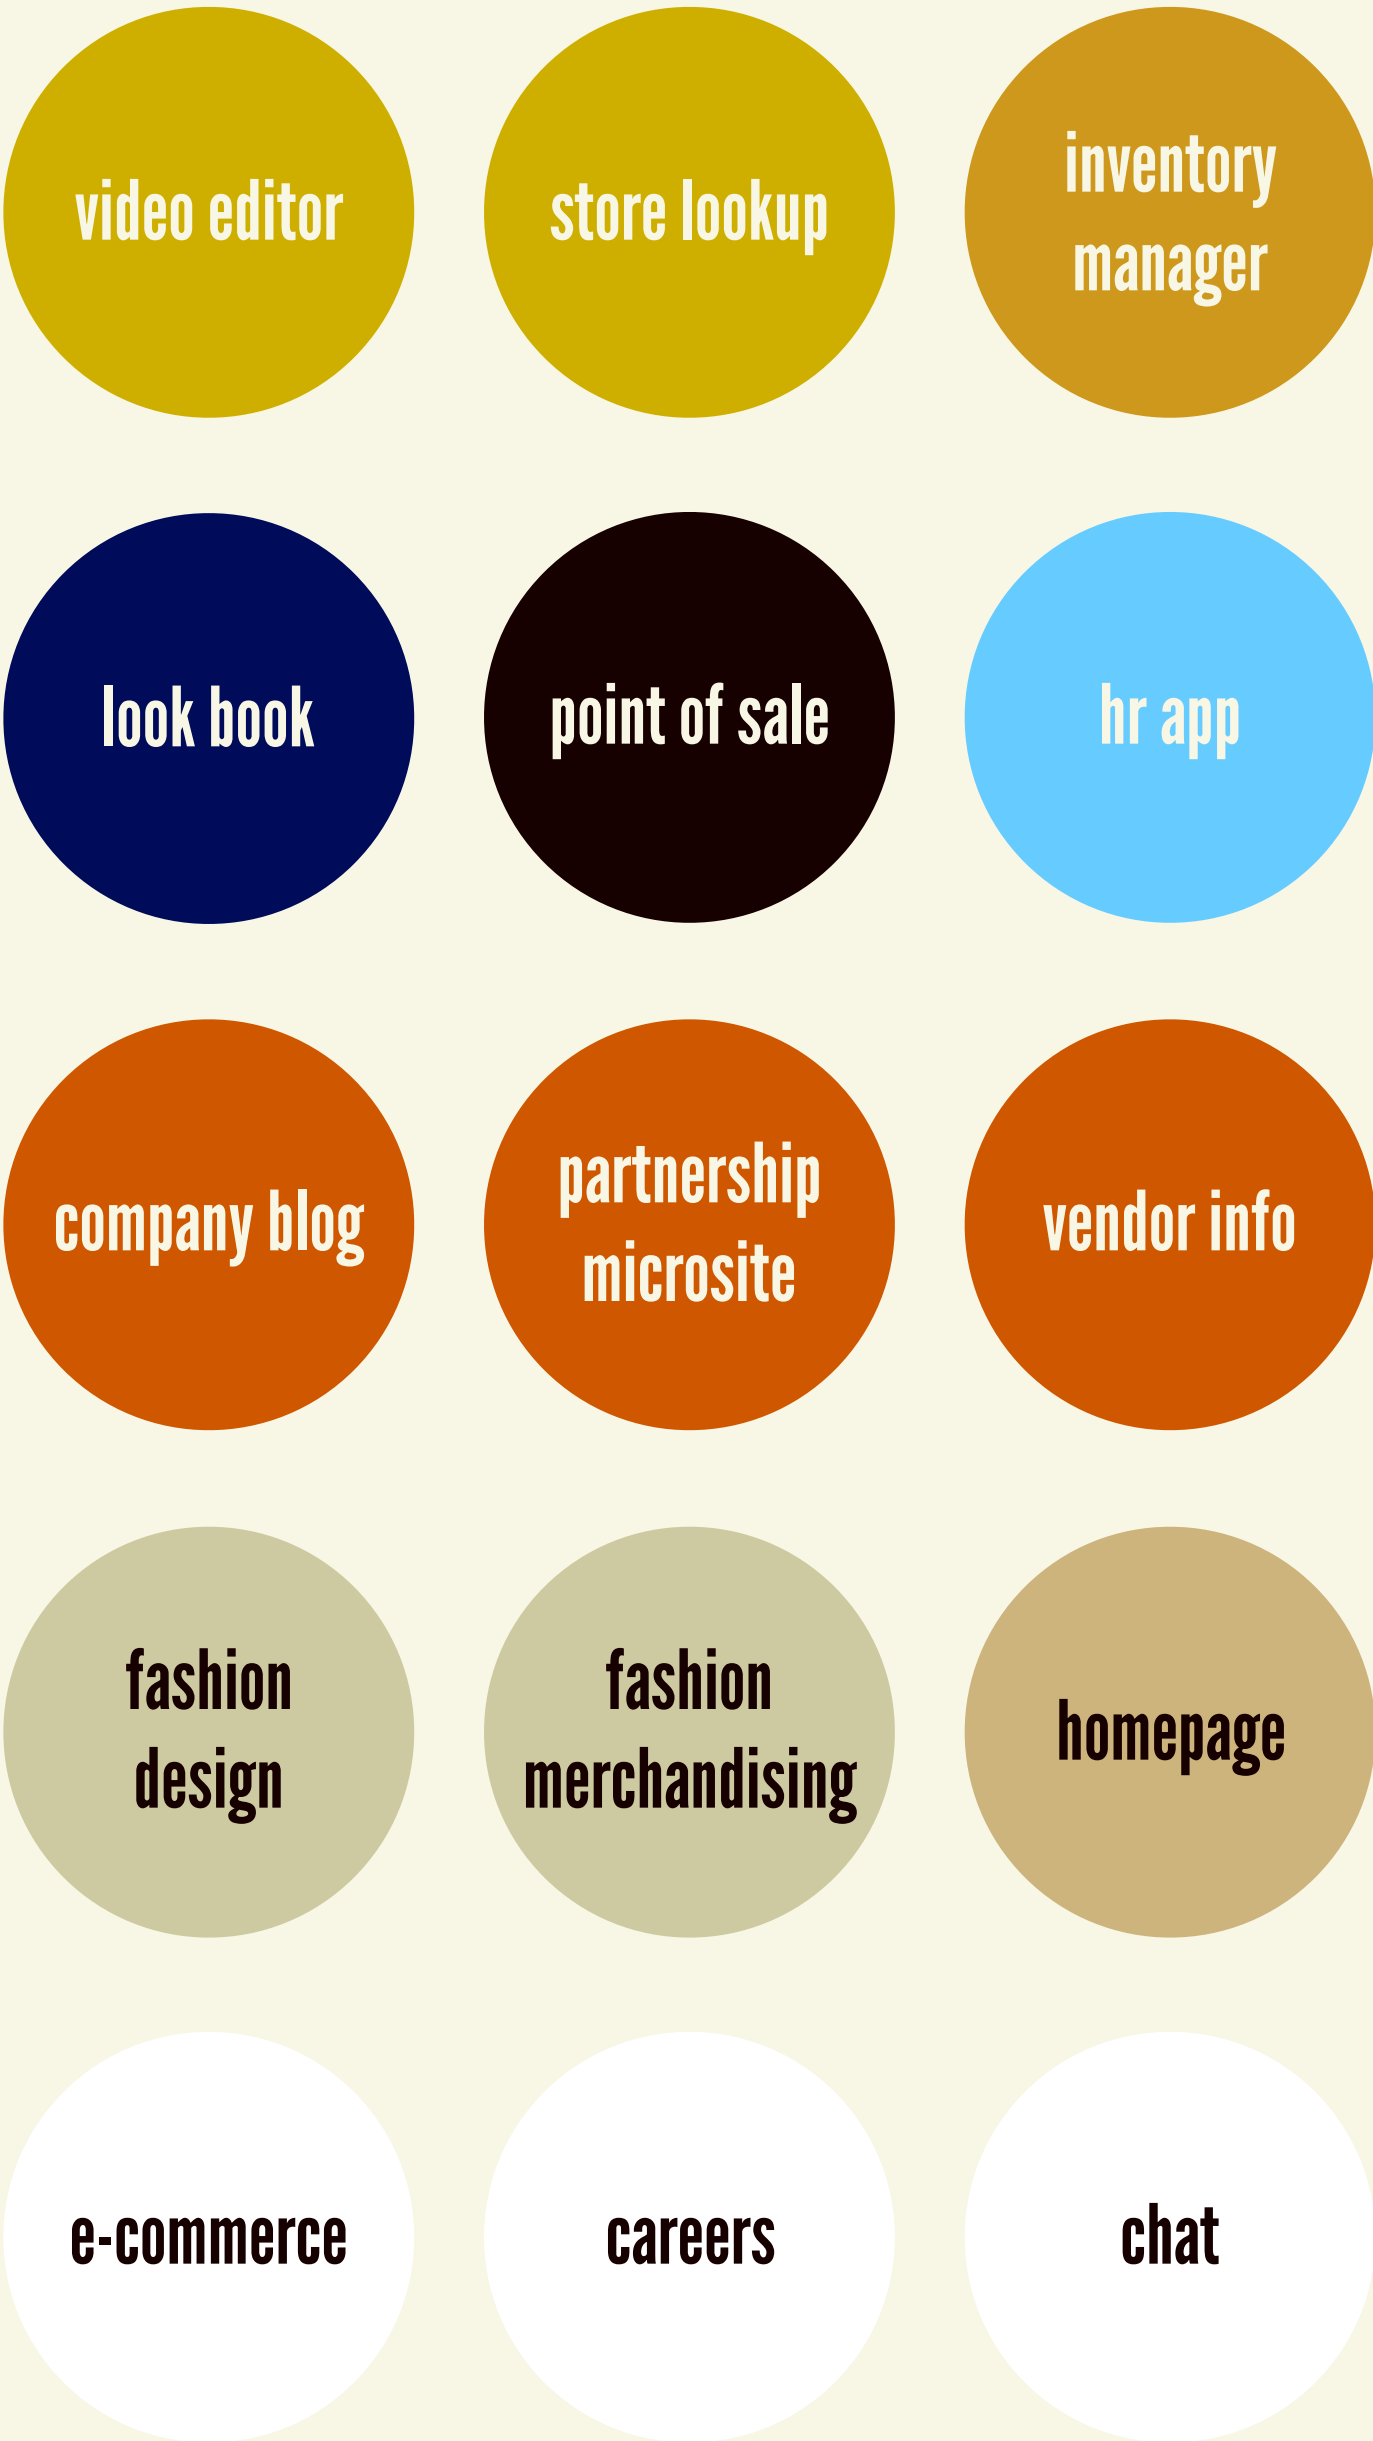 video editor
store lookup
inventory
manager
look book
point of sale
hr app
company blog
partnership
microsite
vendor info
fashion
design
fashion
merchandising
homepage
e-commerce
careers
chat